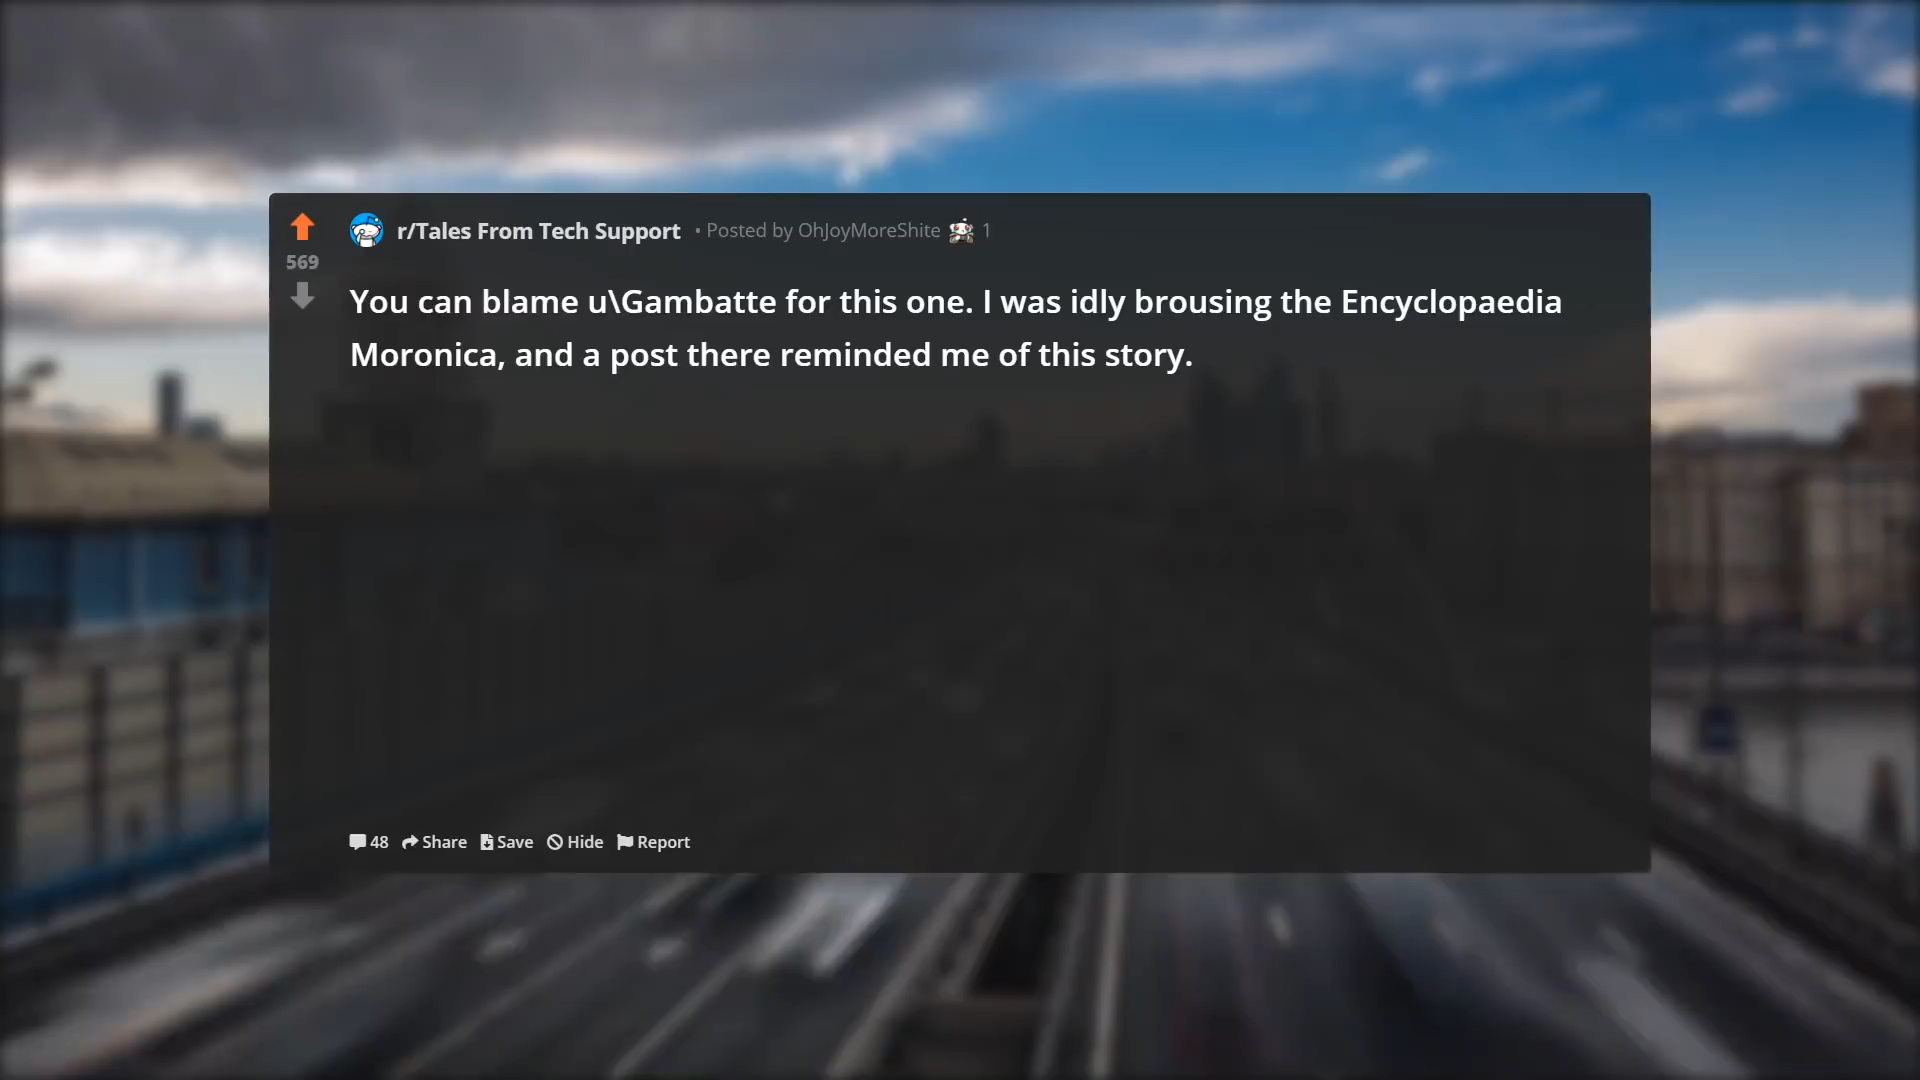 r/Tales From Tech Support • Posted by OhJoyMoreShite 1
569
You can blame u\Gambatte for this one. I was idly brousing the Encyclopaedia
Moronica, and a post there reminded me of this story.
48 Share Save Hide Report